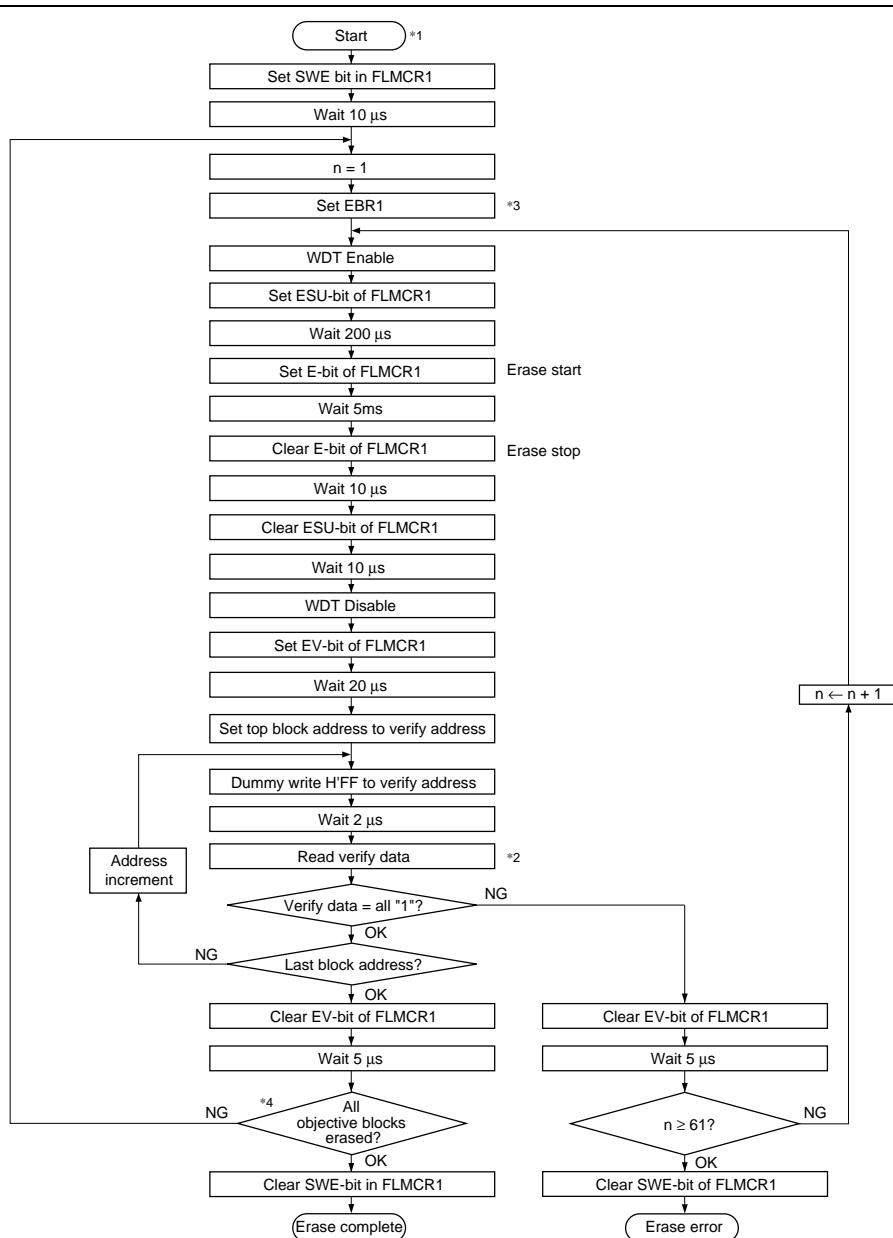 Start *1
Set SWE bit in FLMCR1
Wait 10 µs
n = 1
Set EBR1 *3
WDT Enable
Set ESU-bit of FLMCR1
Wait 200 µs
Set E-bit of FLMCR1 Erase start
Wait 5ms
Clear E-bit of FLMCR1 Erase stop
Wait 10 µs
Clear ESU-bit of FLMCR1
Wait 10 µs
WDT Disable
Set EV-bit of FLMCR1
Wait 20 µs
n ← n + 1
Set top block address to verify address
Dummy write H'FF to verify address
Wait 2 µs
Read verify data *2
Address
increment
Verify data = all "1"? NG
OK
NG Last block address?
OK
Clear EV-bit of FLMCR1 Clear EV-bit of FLMCR1
Wait 5 µs Wait 5 µs
NG *4 All
objective blocks
erased?
n ≥ 61? NG
OK OK
Clear SWE-bit in FLMCR1 Clear SWE-bit of FLMCR1
Erase complete Erase error